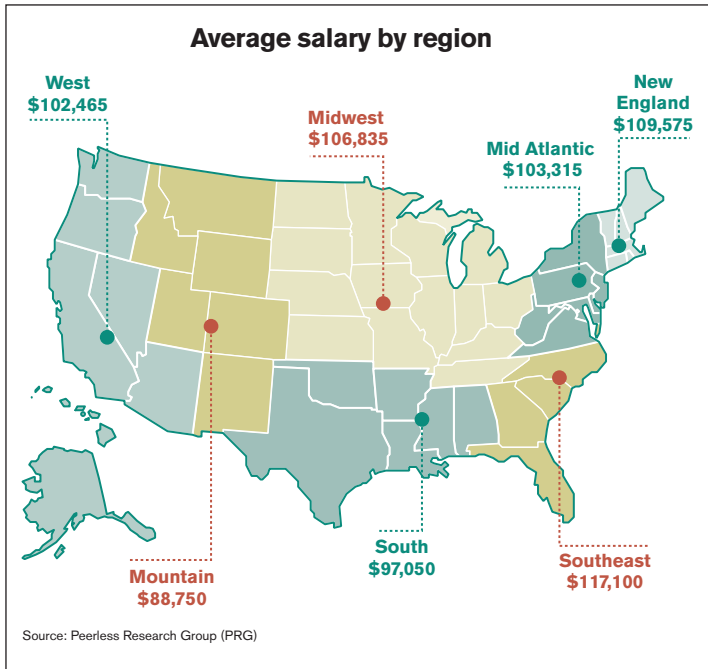 Average salary by region
West
$102,465
Midwest
$106,835
New
England
$109,575
Mid Atlantic
$103,315
South
$97,050
Southeast
$117,100
Mountain
$88,750
Source: Peerless Research Group (PRG)